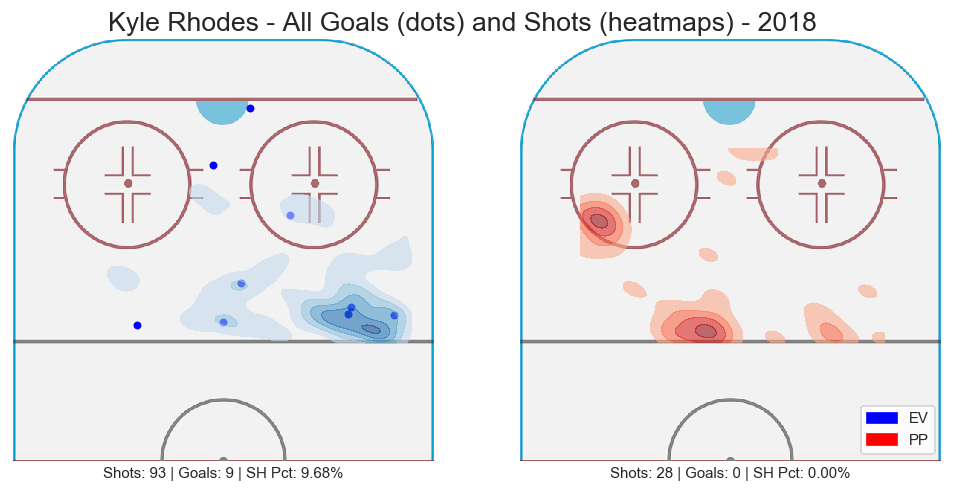 Kyle Rhodes - All Goals (dots) and Shots (heatmaps) - 2018
EV
PP
Shots: 93 | Goals: 9 | SH Pct: 9.68%
Shots: 28 | Goals: 0 | SH Pct: 0.00%